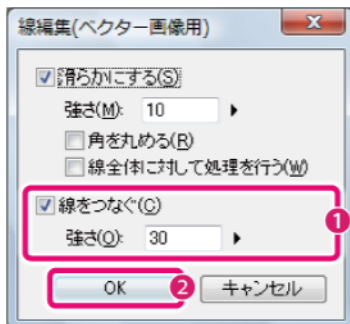 線編集(ベクター画像用)
滑らかにする(S)
強さ(M): 10
角を丸める(R)
線全体に対して処理を行う(W)
線をつなぐ(C)
1
強さ(O): 30
OK 2 キャンセル